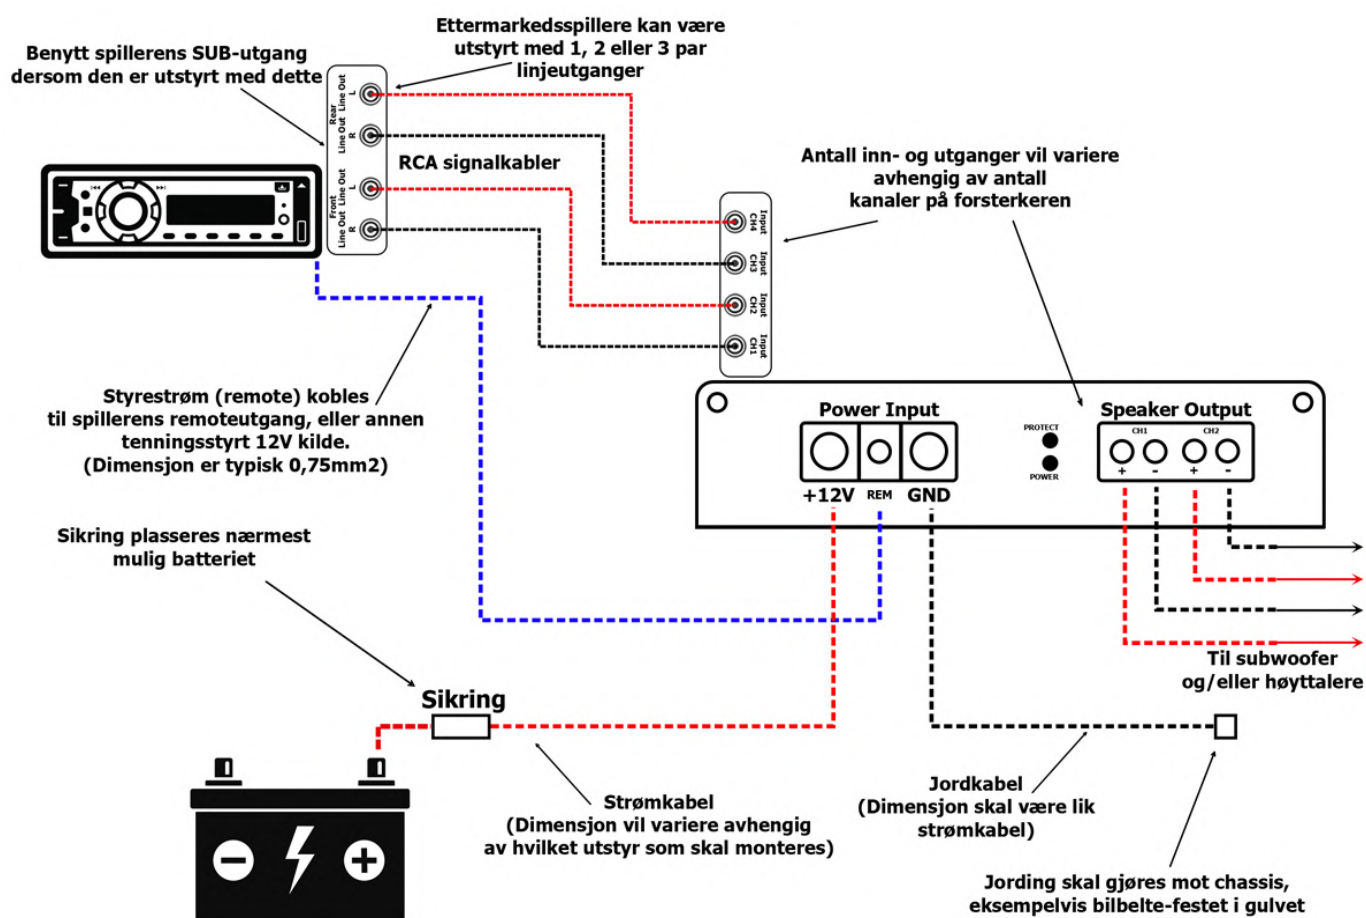 Ettermarkedsspillere kan være
utstyrt med 1, 2 eller 3 par
linjeutganger
Benytt spillerens SUB-utgang
dersom den er utstyrt med dette
Rear
Line Out L
Line Out R
Front
Line Out L
Line Out R
RCA signalkabler
Antall inn- og utganger vil variere
avhengig av antall
kanaler på forsterkeren
Input CH4
Input CH3
Input CH2
Input CH1
Styrestrøm (remote) kobles
til spillerens remoteutgang, eller annen
tenningsstyrt 12V kilde.
(Dimensjon er typisk 0,75mm2)
Power Input
+12V REM GND
PROTECT
POWER
Speaker Output
CH1 CH2
+ - + -
Sikring plasseres nærmest
mulig batteriet
Til subwoofer
og/eller høyttalere
Sikring
Strømkabel
(Dimensjon vil variere avhengig
av hvilket utstyr som skal monteres)
Jordkabel
(Dimensjon skal være lik
strømkabel)
Jording skal gjøres mot chassis,
eksempelvis bilbelte-festet i gulvet